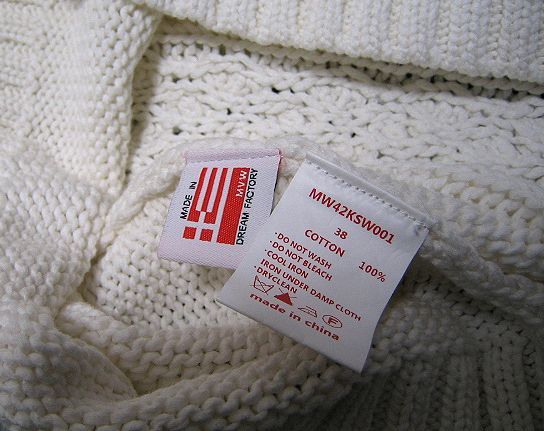 MADE IN
MVW
DREAM FACTORY
MW42KSW001
38
COTTON 100%
·DO NOT WASH
·DO NOT BLEACH
·COOL IRON
IRON UNDER DAMP CLOTH
·DRYCLEAN
F
made in china